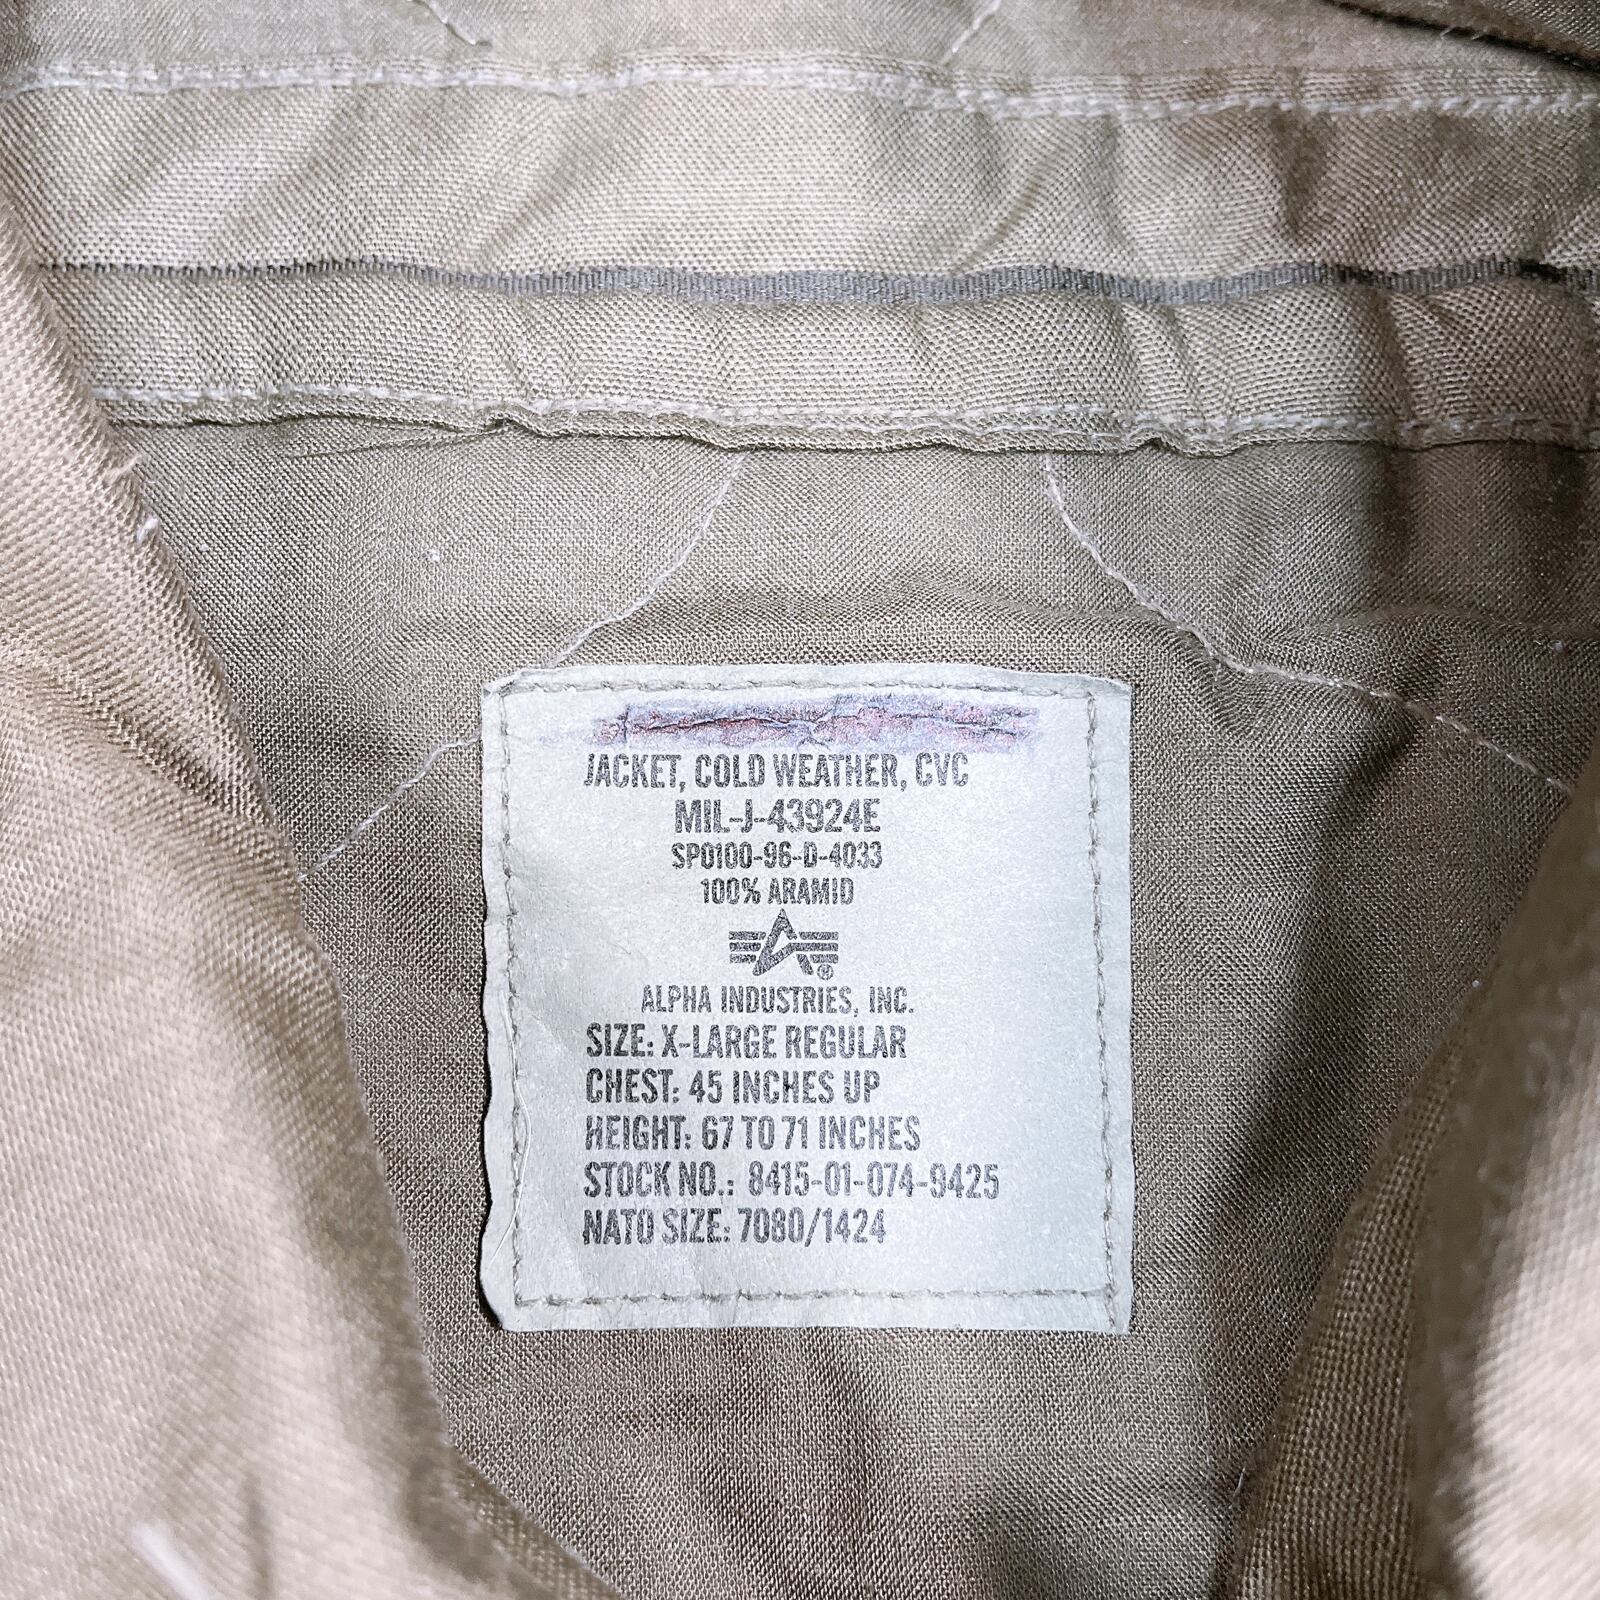 JACKET, COLD WEATHER, CVC
MIL-J-43924E
SP0100-96-D-4033
100% ARAMID
®
ALPHA INDUSTRIES, INC.
SIZE: X-LARGE REGULAR
CHEST: 45 INCHES UP
HEIGHT: 67 TO 71 INCHES
STOCK NO.: 8415-01-074-9425
NATO SIZE: 7080/1424